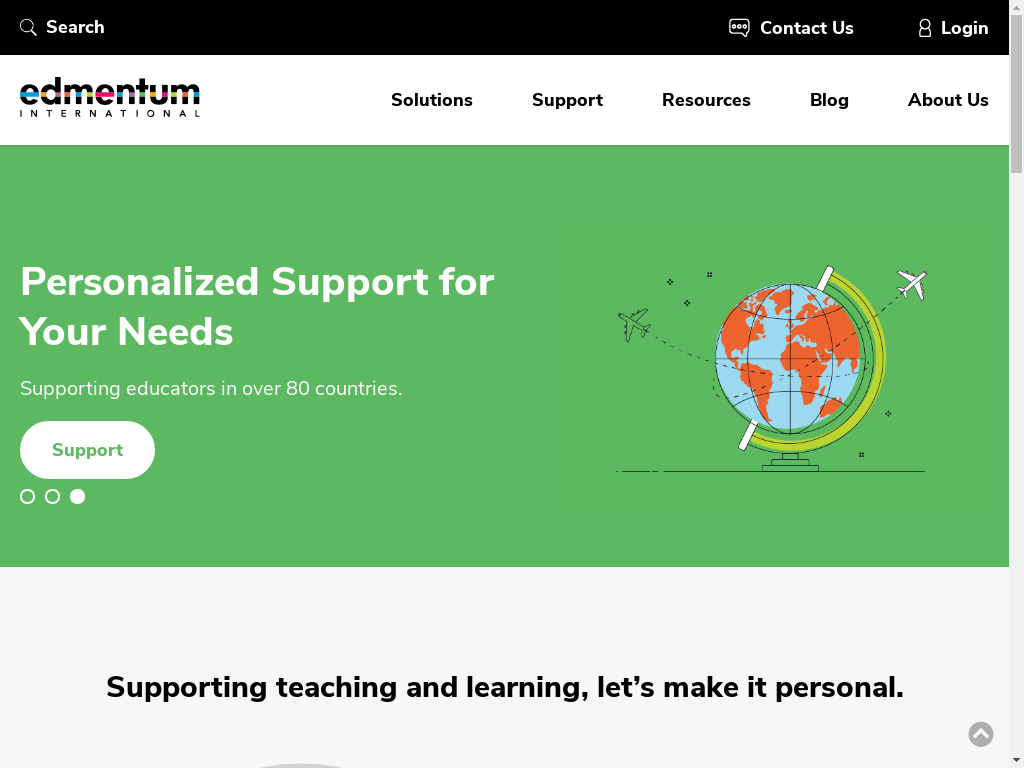 Search
Contact Us
Login
edmentum
INTERNATIONAL
Solutions
Support
Resources
Blog
About Us
Personalized Support for
Your Needs
Supporting educators in over 80 countries.
Support
Supporting teaching and learning, let’s make it personal.